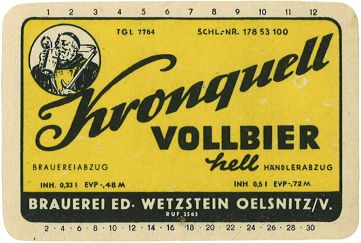 1 2 3 4 5 6 7 8 9 10 11 12
TGL 7764 SCHL.-NR. 178 53 100
Kronquell
VOLLBIER
hell
BRAUEREIABZUG HÄNDLERABZUG
INH. 0,33 l EVP -,48 M INH. 0,5 l EVP -,72 M
BRAUEREI ED. WETZSTEIN OELSNITZ/V.
RUF 2503
2 · 4 · 6 · 8 · 10 · 12 · 14 · 16 · 18 · 20 · 22 · 24 · 26 · 28 · 30